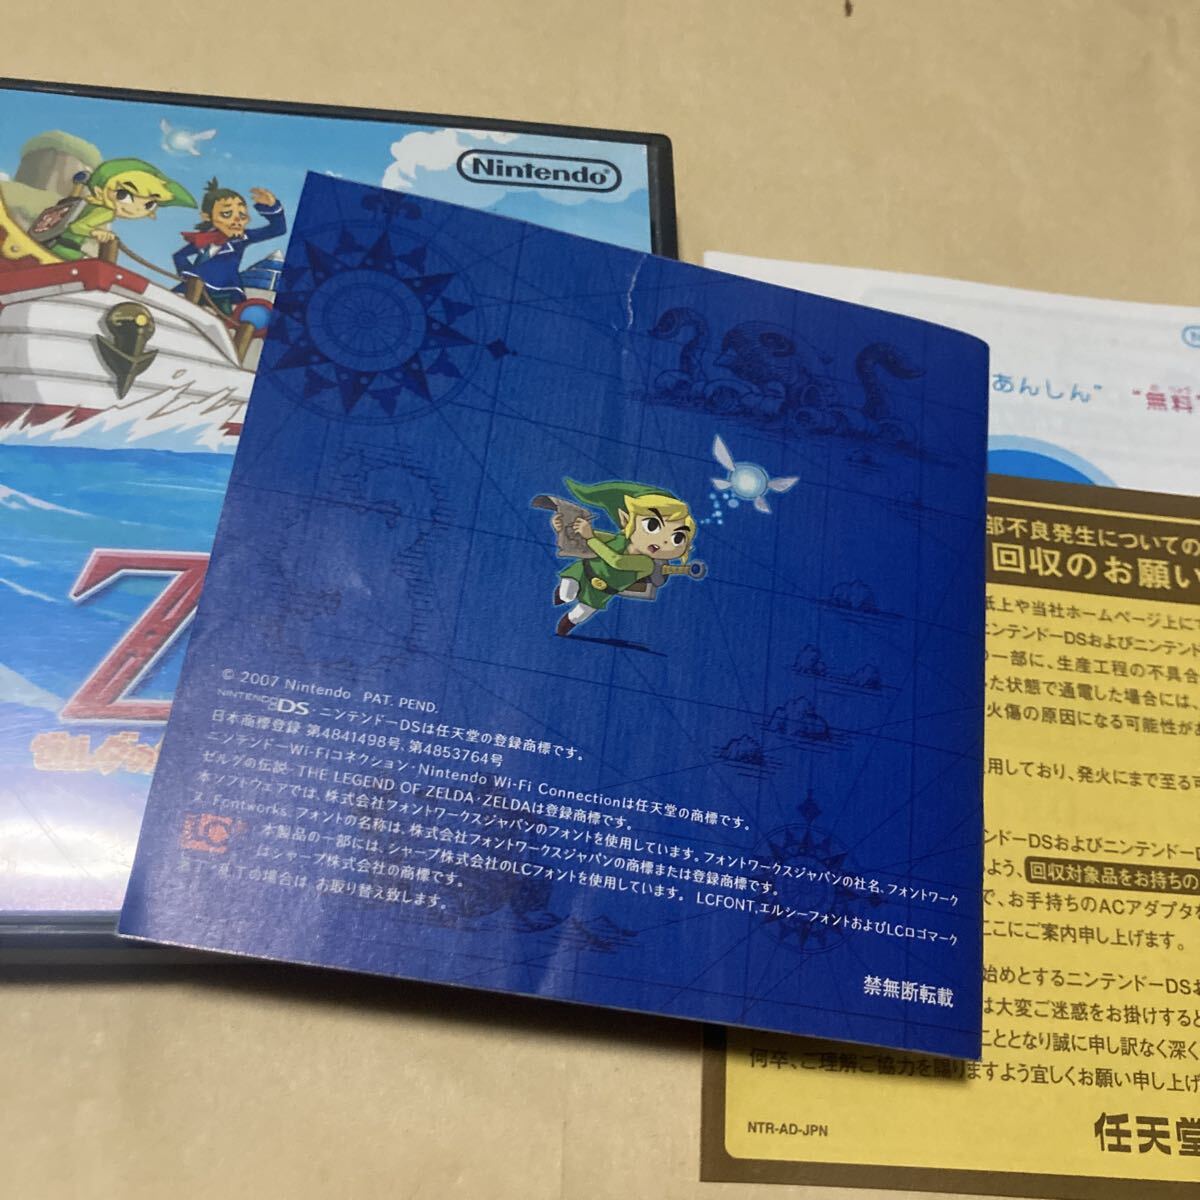 Nintendo
Z
© 2007 Nintendo PAT. PEND.
NINTENDO DS・ニンテンドーDSは任天堂の登録商標です。
日本商標登録 第4841498号、第4853764号
ニンテンドーWi-Fiコネクション・Nintendo Wi-Fi Connectionは任天堂の商標です。
ゼルダの伝説・THE LEGEND OF ZELDA・ZELDAは登録商標です。
本ソフトウェアでは、株式会社フォントワークスジャパンのフォントを使用しています。フォントワークスジャパンの社名、フォントワーク
ス、Fontworks、フォントの名称は、株式会社フォントワークスジャパンの商標または登録商標です。
本製品の一部には、シャープ株式会社のLCフォントを使用しています。 LCFONT,エルシーフォントおよびLCロゴマーク
はシャープ株式会社の商標です。
乱丁の場合は、お取り替え致します。
禁無断転載
あんしん" "無料
部不良発生についての
回収のお願い
紙上や当社ホームページ上にて
ニンテンドーDSおよびニンテンド
の一部に、生産工程の不具合
た状態で通電した場合には、
火傷の原因になる可能性が
用しており、発火にまで至る可
ンドーDSおよびニンテンドーD
よう、回収対象品をお持ちの
で、お手持ちのACアダプタを
ここにご案内申し上げます。
始めとするニンテンドーDSお
は大変ご迷惑をお掛けすると
こととなり誠に申し訳なく深く
何卒、ご理解ご協力を賜りますよう宜しくお願い申し上げ
NTR-AD-JPN
任天堂